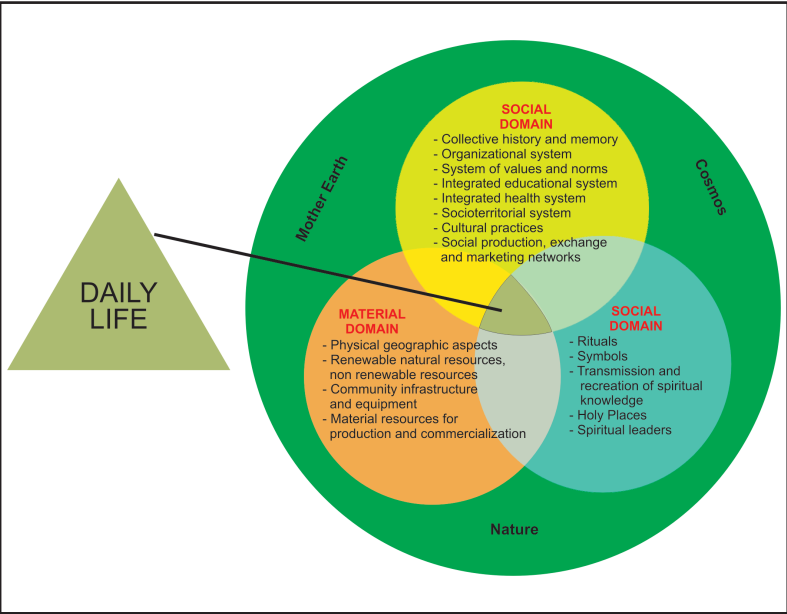 Mother Earth
Cosmos
Nature
DAILY
LIFE
SOCIAL
DOMAIN
- Collective history and memory
- Organizational system
- System of values and norms
- Integrated educational system
- Integrated health system
- Socioterritorial system
- Cultural practices
- Social production, exchange
and marketing networks
MATERIAL
DOMAIN
- Physical geographic aspects
- Renewable natural resources,
non renewable resources
- Community infrastructure
and equipment
- Material resources for
production and commercialization
SOCIAL
DOMAIN
- Rituals
- Symbols
- Transmission and
recreation of spiritual
knowledge
- Holy Places
- Spiritual leaders